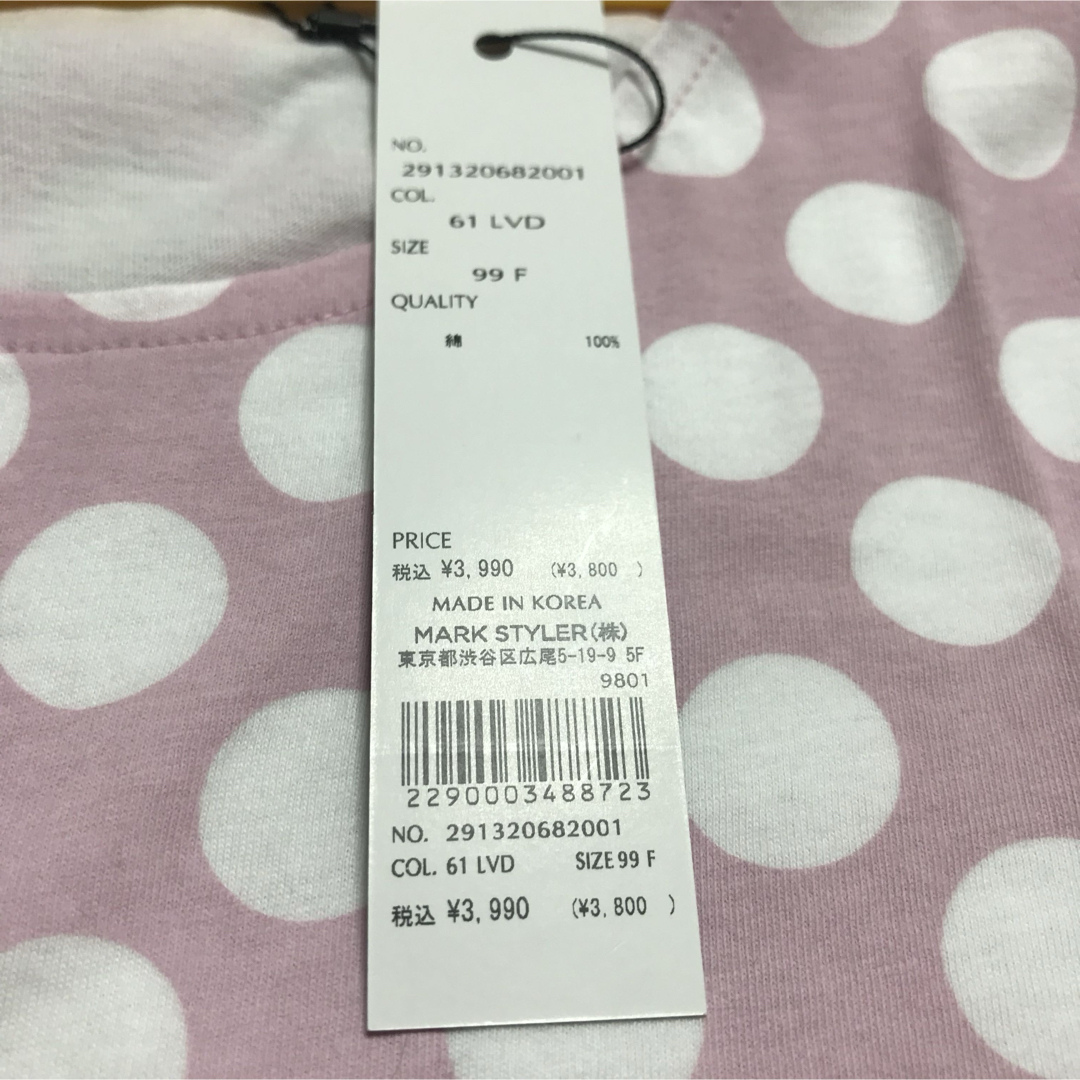 NO.
291320682001
COL.
61 LVD
SIZE
99 F
QUALITY
綿 100%
PRICE
税込 ¥3,990 (¥3,800 )
MADE IN KOREA
MARK STYLER(株)
東京都渋谷区広尾5-19-9 5F
9801
2290003488723
NO. 291320682001
COL. 61 LVD SIZE 99 F
税込 ¥3,990 (¥3,800 )